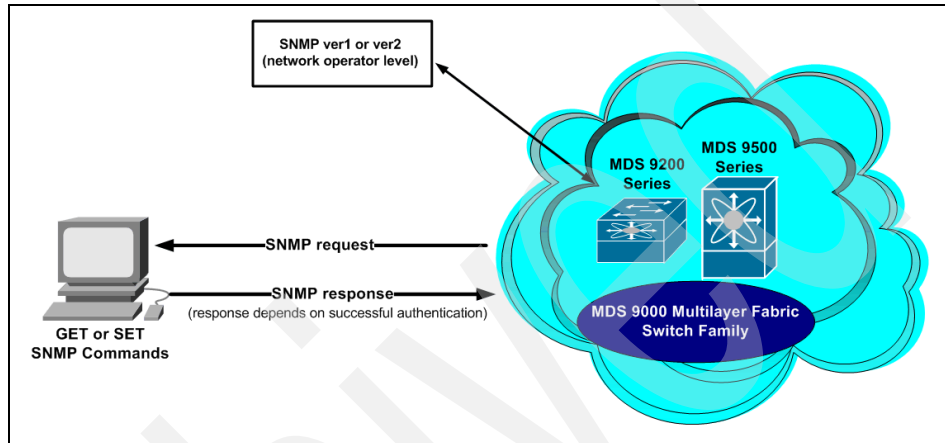 SNMP ver1 or ver2
(network operator level)
MDS 9200
Series
MDS 9500
Series
SNMP request
SNMP response
(response depends on successful authentication)
GET or SET
SNMP Commands
MDS 9000 Multilayer Fabric
Switch Family